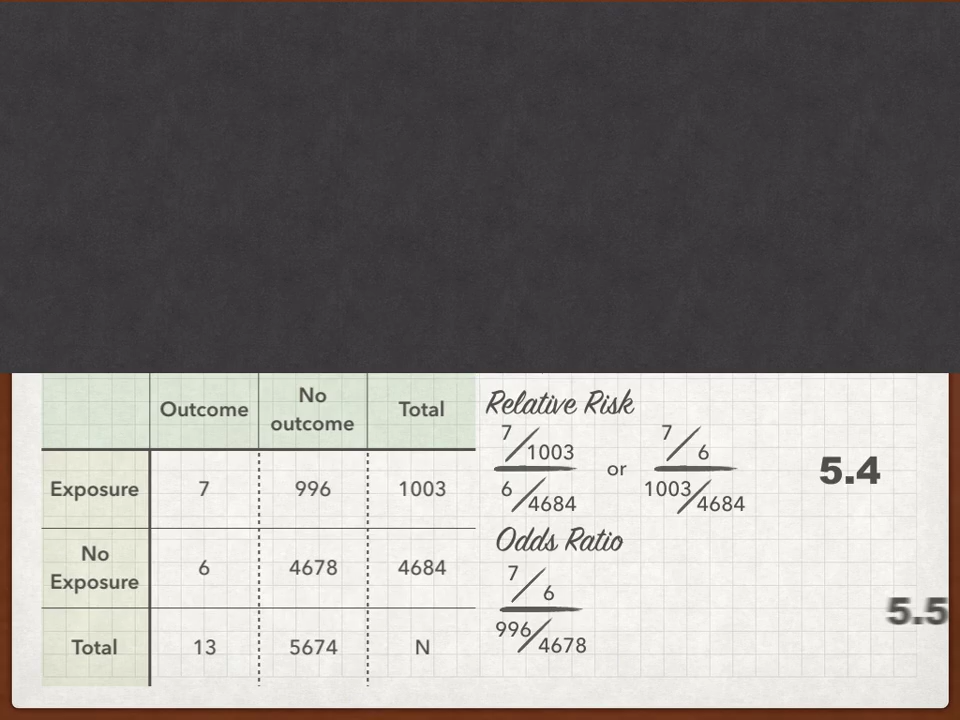 Outcome No outcome Total
Exposure 7 996 1003
No Exposure 6 4678 4684
Total 13 5674 N
Relative Risk
7/1003 or 7/6
6/4684 1003/4684
5.4
Odds Ratio
7/6
996/4678
5.5